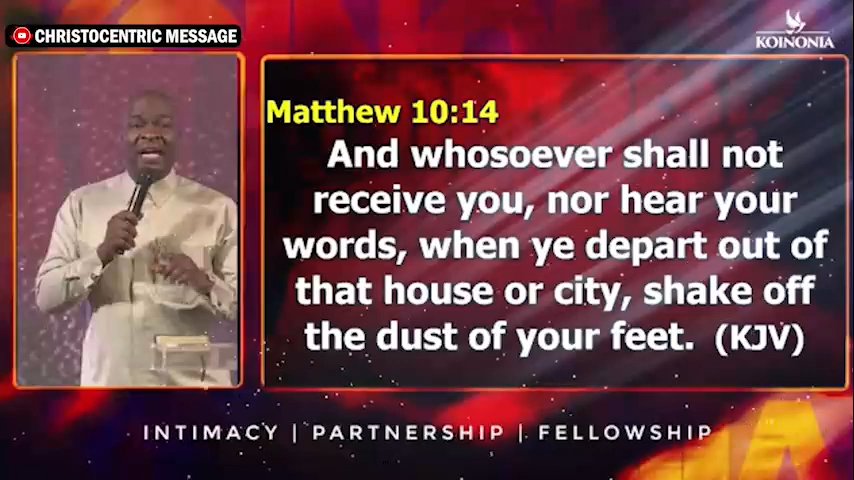 CHRISTOCENTRIC MESSAGE
KOINONIA
Matthew 10:14
And whosoever shall not
receive you, nor hear your
words, when ye depart out of
that house or city, shake off
the dust of your feet. (KJV)
INTIMACY | PARTNERSHIP | FELLOWSHIP